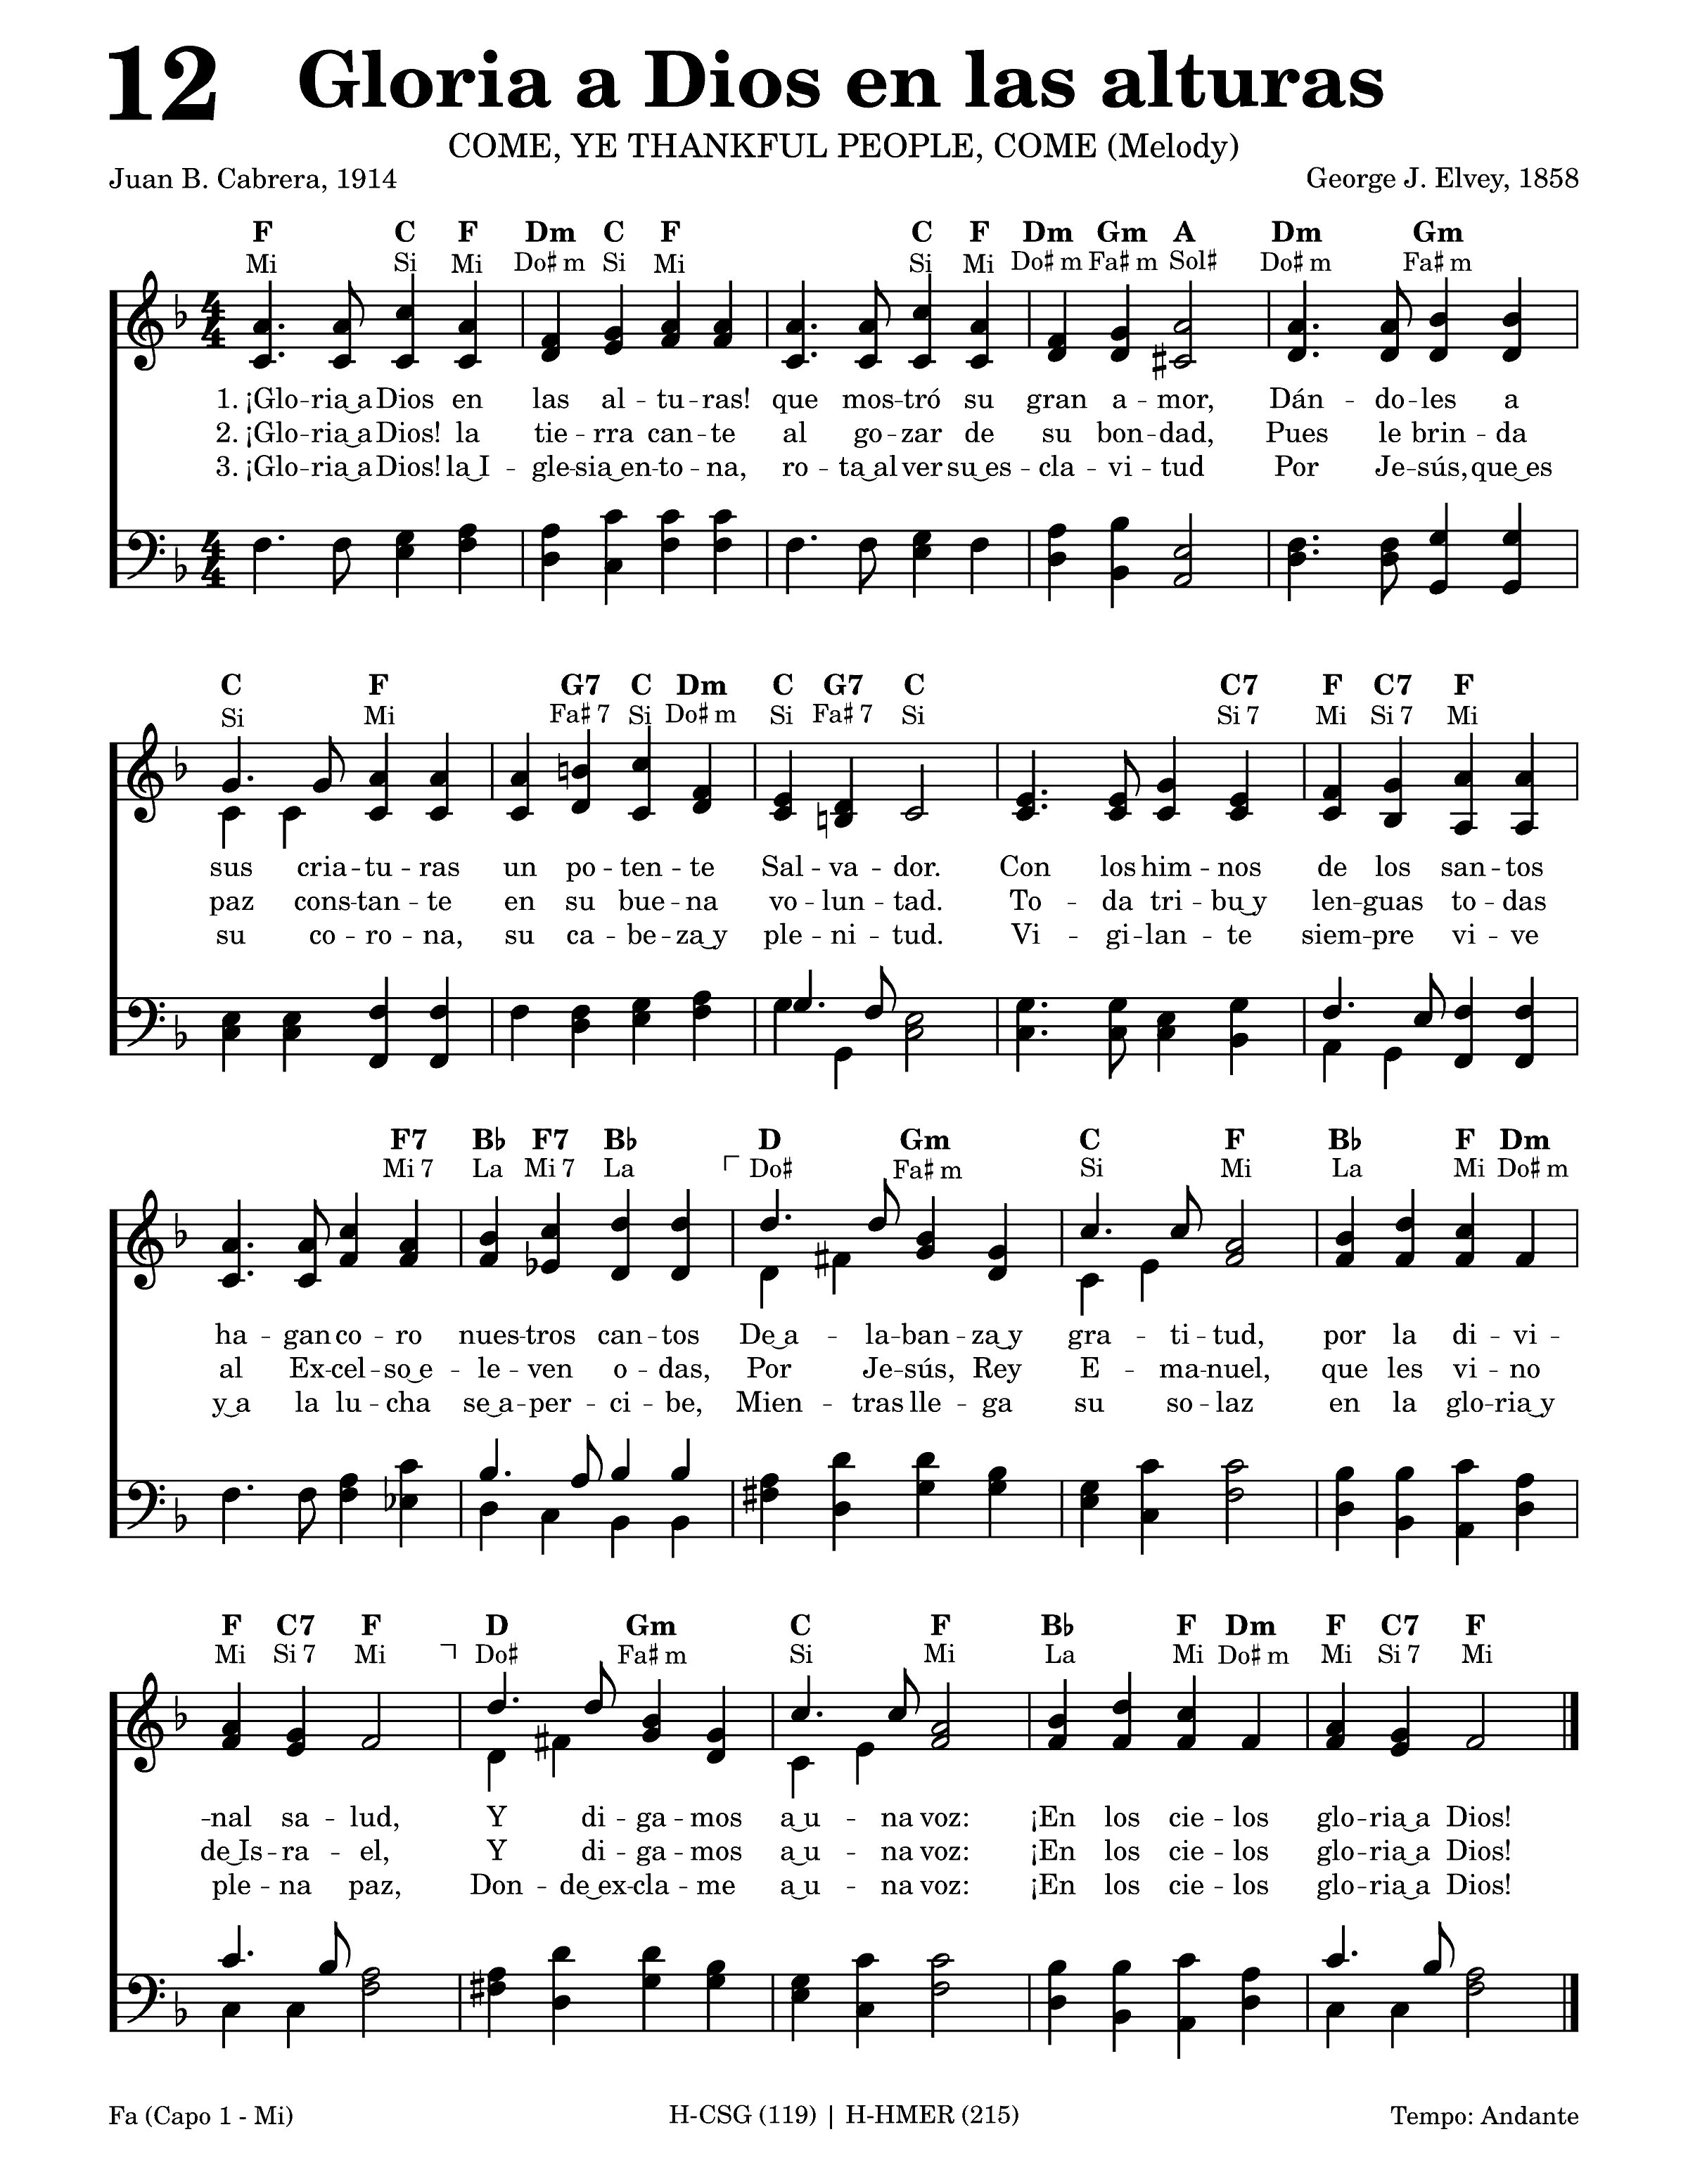 12 Gloria a Dios en las alturas
COME, YE THANKFUL PEOPLE, COME (Melody)
Juan B. Cabrera, 1914 George J. Elvey, 1858
F C F Dm C F C F Dm Gm A Dm Gm
Mi Si Mi Do♯ m Si Mi Si Mi Do♯ m Fa♯ m Sol♯ Do♯ m Fa♯ m
1. ¡Glo -- ria‿a Dios en las al -- tu -- ras! que mos -- tró su gran a -- mor, Dán -- do -- les a
2. ¡Glo -- ria‿a Dios! la tie -- rra can -- te al go -- zar de su bon -- dad, Pues le brin -- da
3. ¡Glo -- ria‿a Dios! la‿I -- gle -- sia‿en -- to -- na, ro -- ta‿al ver su‿es -- cla -- vi -- tud Por Je -- sús, que‿es
C F G7 C Dm C G7 C C7 F C7 F
Si Mi Fa♯ 7 Si Do♯ m Si Fa♯ 7 Si Si 7 Mi Si 7 Mi
sus cria -- tu -- ras un po -- ten -- te Sal -- va -- dor. Con los him -- nos de los san -- tos
paz cons -- tan -- te en su bue -- na vo -- lun -- tad. To -- da tri -- bu‿y len -- guas to -- das
su co -- ro -- na, su ca -- be -- za‿y ple -- ni -- tud. Vi -- gi -- lan -- te siem -- pre vi -- ve
F7 B♭ F7 B♭ D Gm C F B♭ F Dm
Mi 7 La Mi 7 La Do♯ Fa♯ m Si Mi La Mi Do♯ m
ha -- gan co -- ro nues -- tros can -- tos De‿a -- la -- ban -- za‿y gra -- ti -- tud, por la di -- vi --
al Ex -- cel -- so‿e -- le -- ven o -- das, Por Je -- sús, Rey E -- ma -- nuel, que les vi -- no
y‿a la lu -- cha se‿a -- per -- ci -- be, Mien -- tras lle -- ga su so -- laz en la glo -- ria‿y
F C7 F D Gm C F B♭ F Dm F C7 F
Mi Si 7 Mi Do♯ Fa♯ m Si Mi La Mi Do♯ m Mi Si 7 Mi
-- nal sa -- lud, Y di -- ga -- mos a‿u -- na voz: ¡En los cie -- los glo -- ria‿a Dios!
de‿Is -- ra -- el, Y di -- ga -- mos a‿u -- na voz: ¡En los cie -- los glo -- ria‿a Dios!
ple -- na paz, Don -- de‿ex -- cla -- me a‿u -- na voz: ¡En los cie -- los glo -- ria‿a Dios!
Fa (Capo 1 - Mi) H-CSG (119) | H-HMER (215) Tempo: Andante